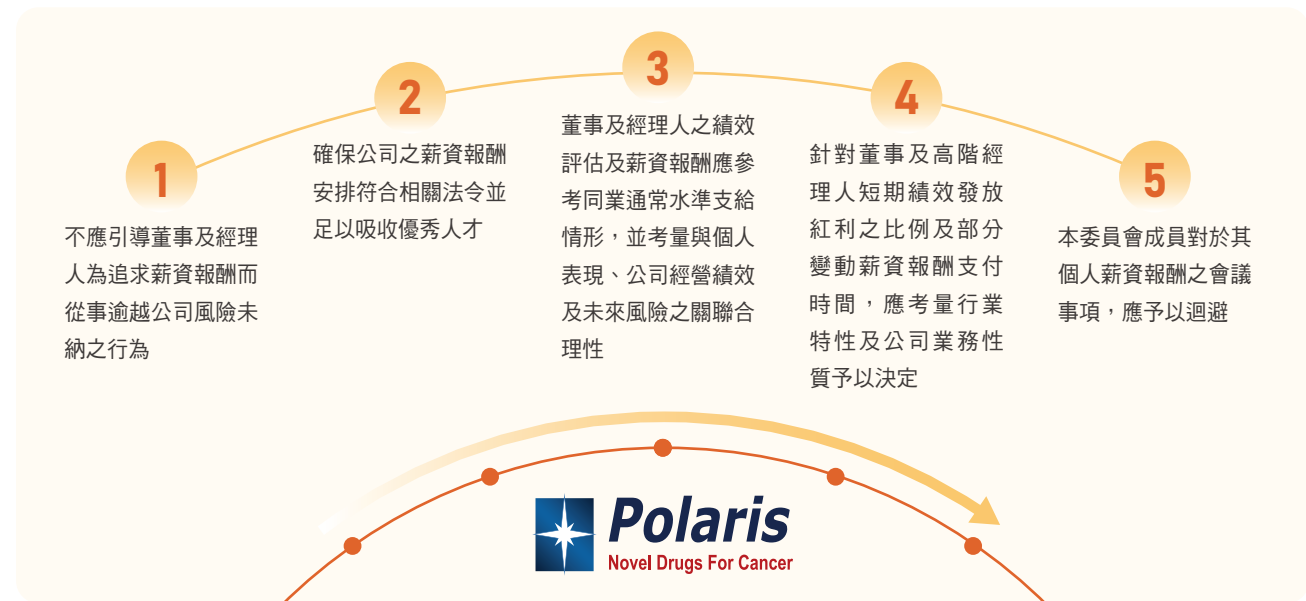 1
不應引導董事及經理
人為追求薪資報酬而
從事逾越公司風險未
納之行為
2
確保公司之薪資報酬
安排符合相關法令並
足以吸收優秀人才
3
董事及經理人之績效
評估及薪資報酬應參
考同業通常水準支給
情形，並考量與個人
表現、公司經營績效
及未來風險之關聯合
理性
4
針對董事及高階經
理人短期績效發放
紅利之比例及部分
變動薪資報酬支付
時間，應考量行業
特性及公司業務性
質予以決定
5
本委員會成員對於其
個人薪資報酬之會議
事項，應予以迴避
Polaris
Novel Drugs For Cancer